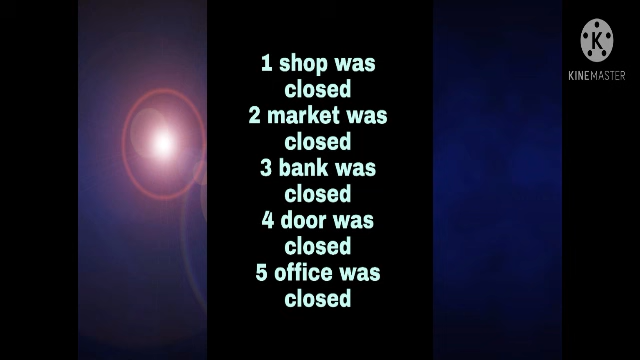 1 shop was
closed
2 market was
closed
3 bank was
closed
4 door was
closed
5 office was
closed
K
KINEMASTER